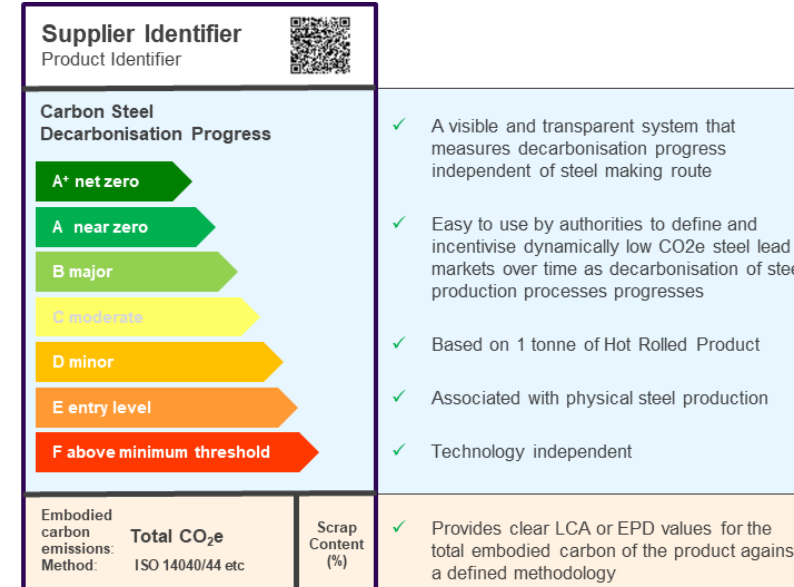 Supplier Identifier
Product Identifier
Carbon Steel
Decarbonisation Progress
A⁺ net zero
A near zero
B major
C moderate
D minor
E entry level
F above minimum threshold
Embodied
carbon
emissions:
Method:
Total CO₂e
ISO 14040/44 etc
Scrap
Content
(%)
✓ A visible and transparent system that
measures decarbonisation progress
independent of steel making route
✓ Easy to use by authorities to define and
incentivise dynamically low CO2e steel lead
markets over time as decarbonisation of stee
production processes progresses
✓ Based on 1 tonne of Hot Rolled Product
✓ Associated with physical steel production
✓ Technology independent
✓ Provides clear LCA or EPD values for the
total embodied carbon of the product agains
a defined methodology